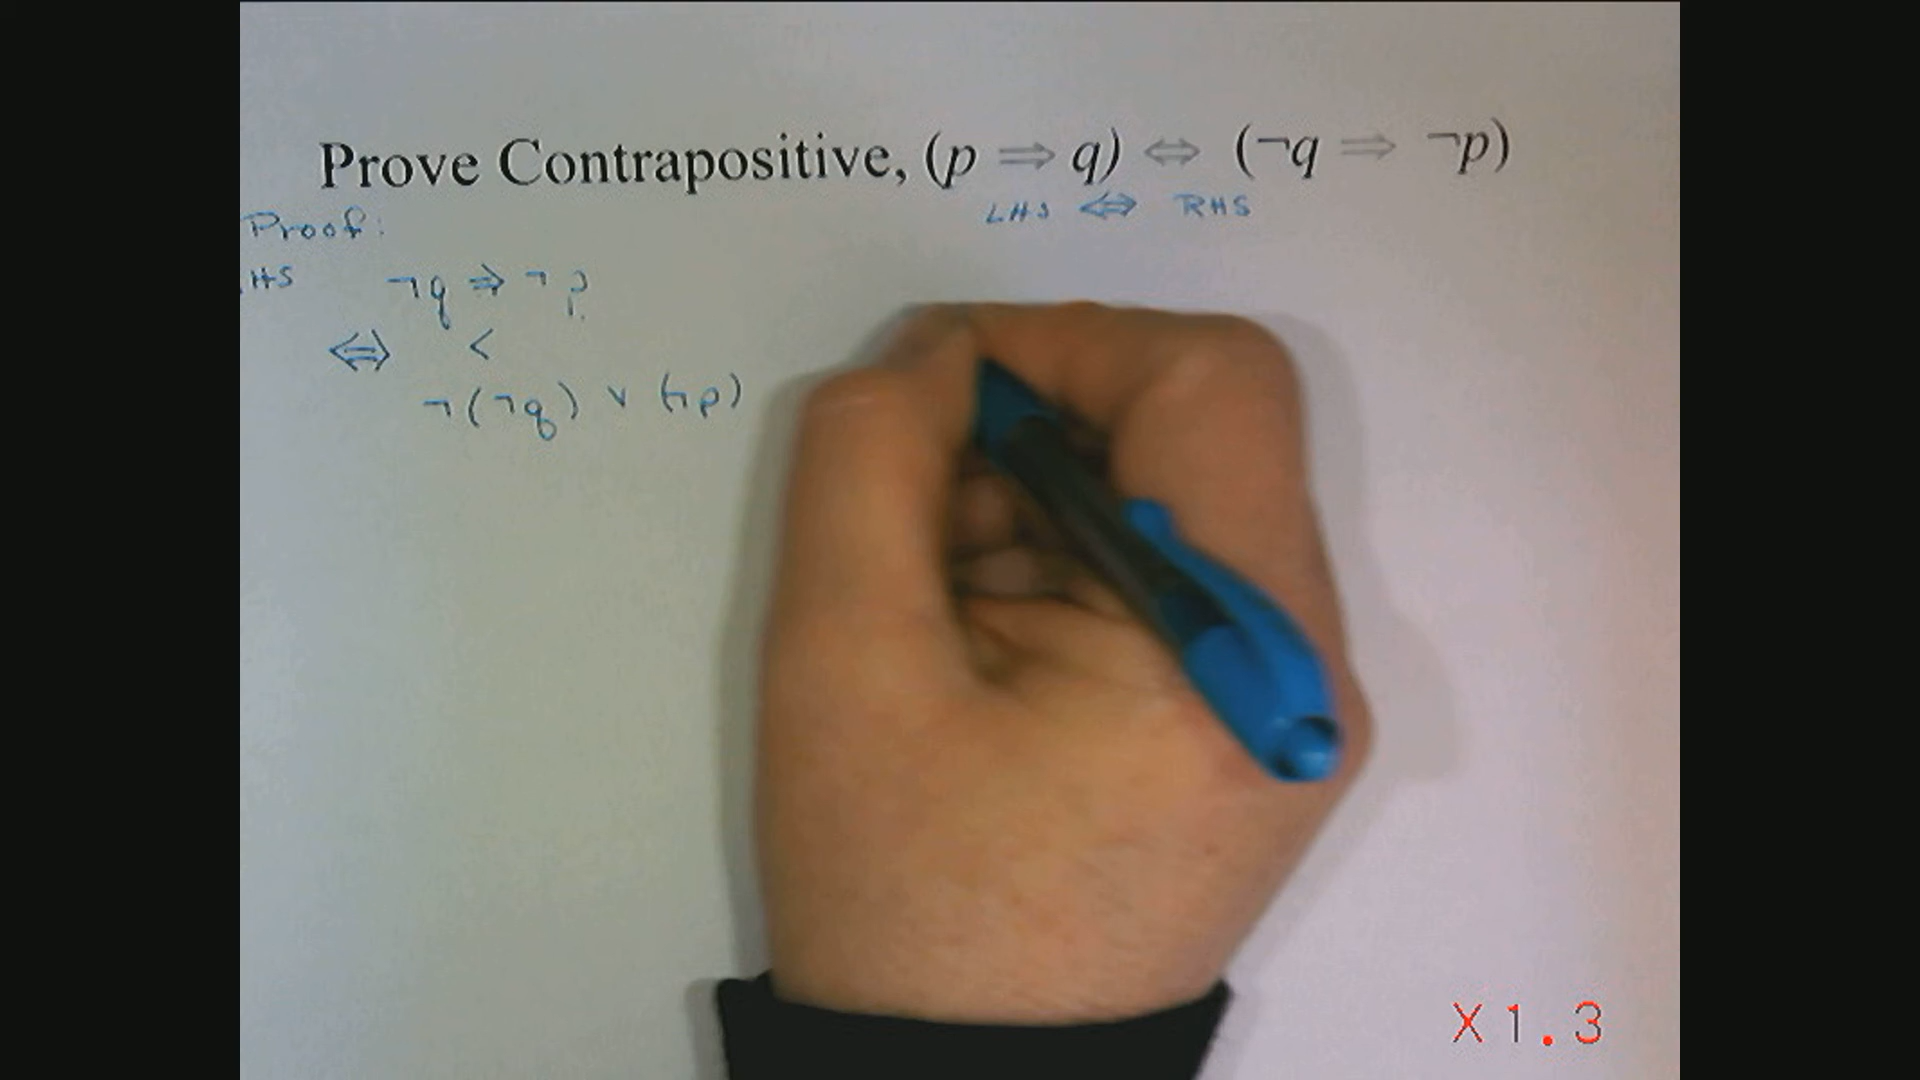 Prove Contrapositive, (p ⇒ q) ⇔ (¬q ⇒ ¬p)
LHS ⇔ RHS
Proof:
HS ¬q ⇒ ¬p
⇔ <
¬(¬q) ∨ (¬p)
X1.3